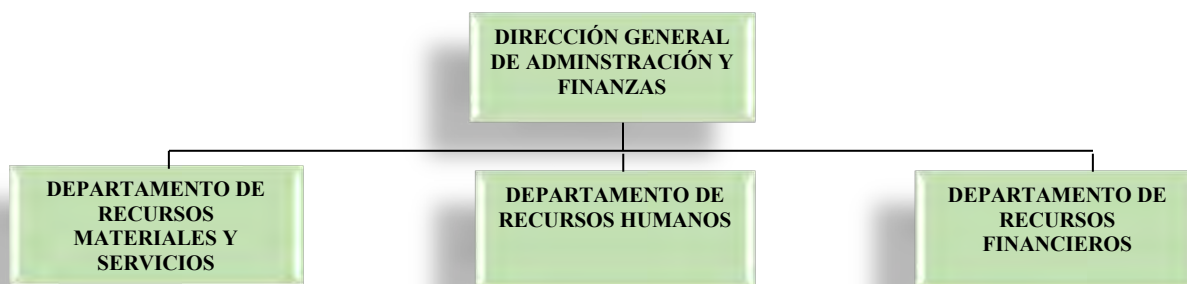 DIRECCIÓN GENERAL
DE ADMINSTRACIÓN Y
FINANZAS
DEPARTAMENTO DE
RECURSOS
MATERIALES Y
SERVICIOS
DEPARTAMENTO DE
RECURSOS HUMANOS
DEPARTAMENTO DE
RECURSOS
FINANCIEROS